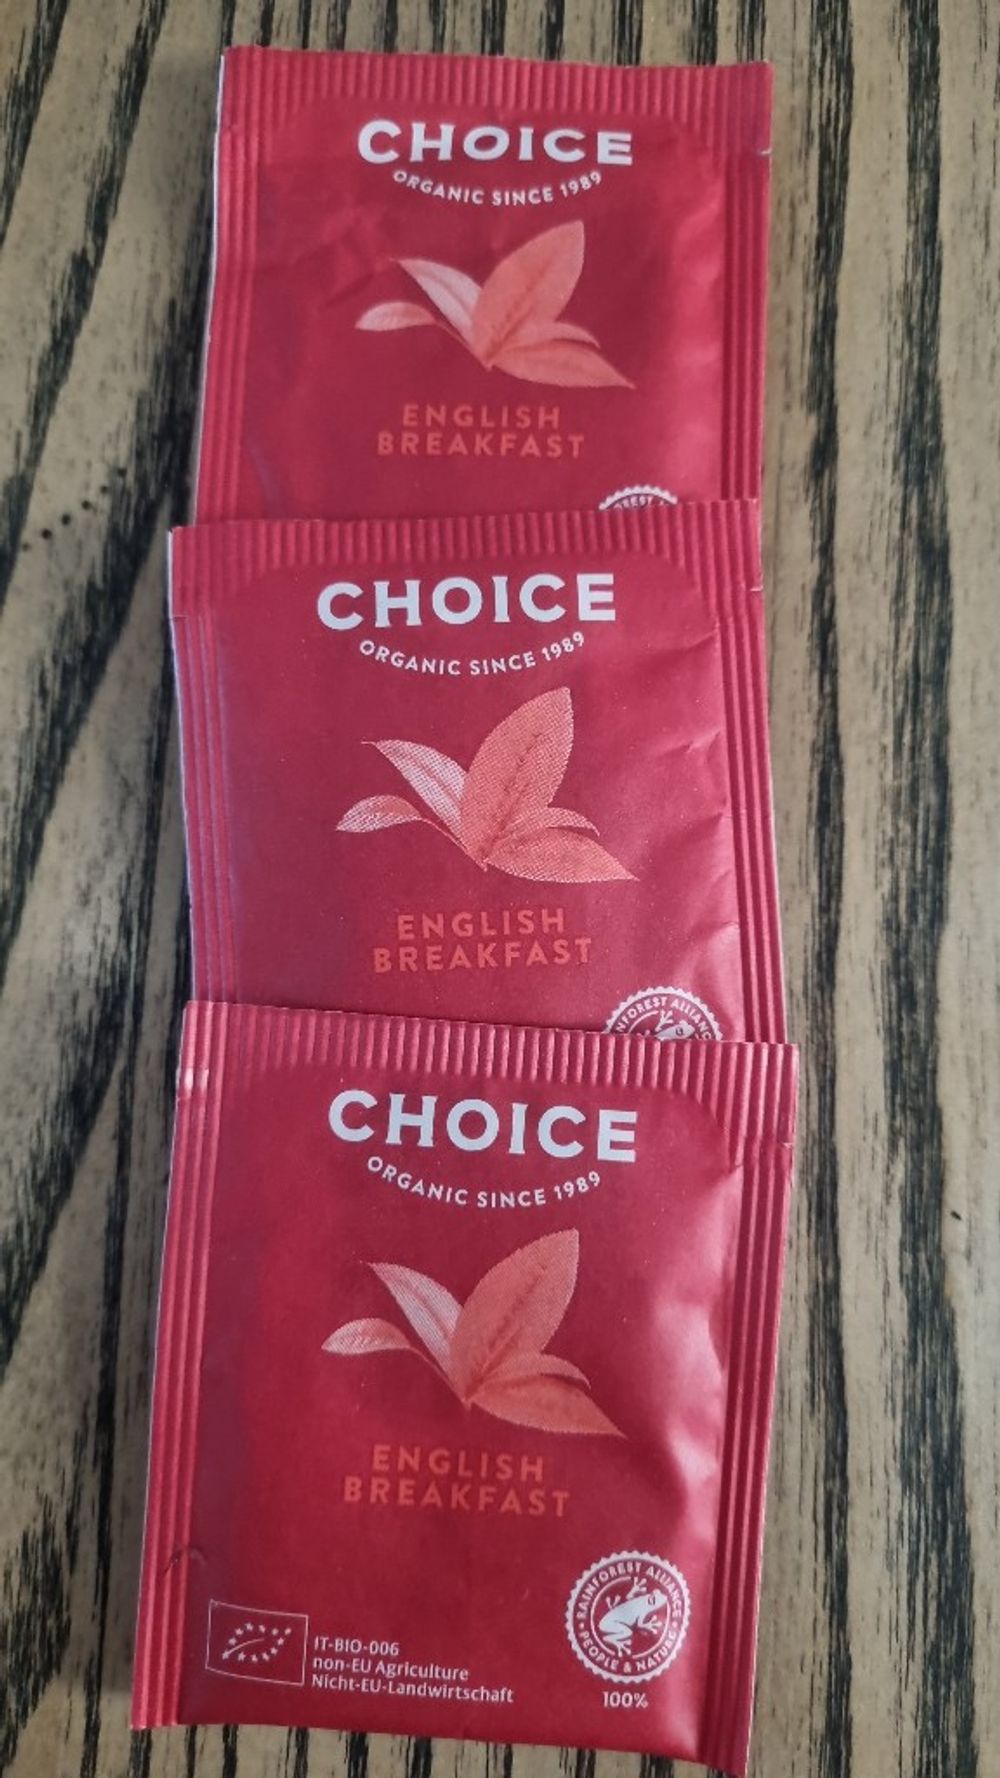 CHOICE
ORGANIC SINCE 1989
ENGLISH
BREAKFAST
CHOICE
ORGANIC SINCE 1989
ENGLISH
BREAKFAST
CHOICE
ORGANIC SINCE 1989
ENGLISH
BREAKFAST
RAINFOREST ALLIANCE
PEOPLE & NATURE
IT-BIO-006
non-EU Agriculture
Nicht-EU-Landwirtschaft
100%